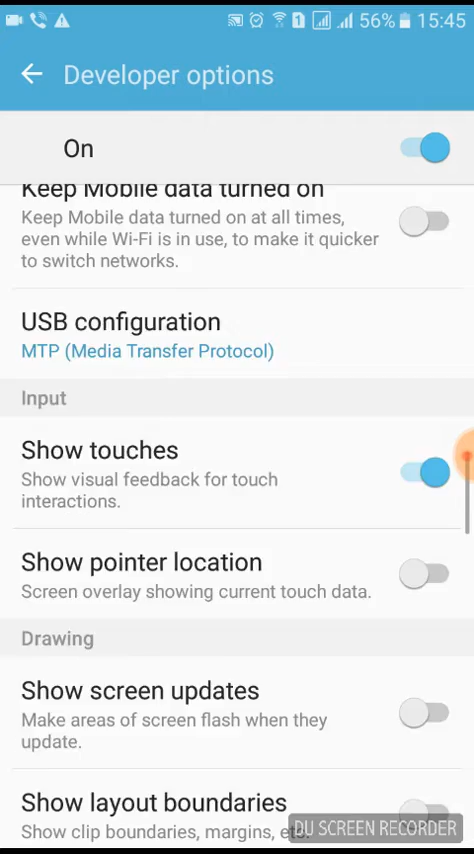 1 56% 15:45
Developer options
On
Keep Mobile data turned on
Keep Mobile data turned on at all times,
even while Wi-Fi is in use, to make it quicker
to switch networks.
USB configuration
MTP (Media Transfer Protocol)
Input
Show touches
Show visual feedback for touch
interactions.
Show pointer location
Screen overlay showing current touch data.
Drawing
Show screen updates
Make areas of screen flash when they
update.
Show layout boundaries
Show clip boundaries, margins, etc.
DU SCREEN RECORDER